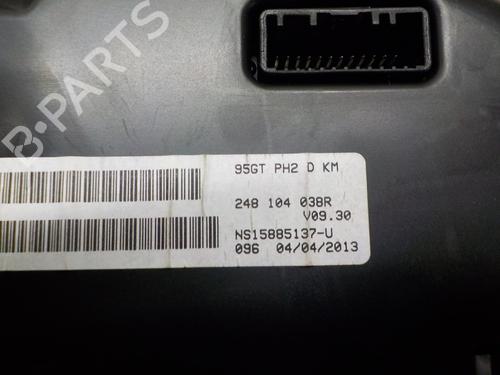 B-PARTS
95GT PH2 D KM
248 104 038R
V09.30
NS15885137-U
096 04/04/2013